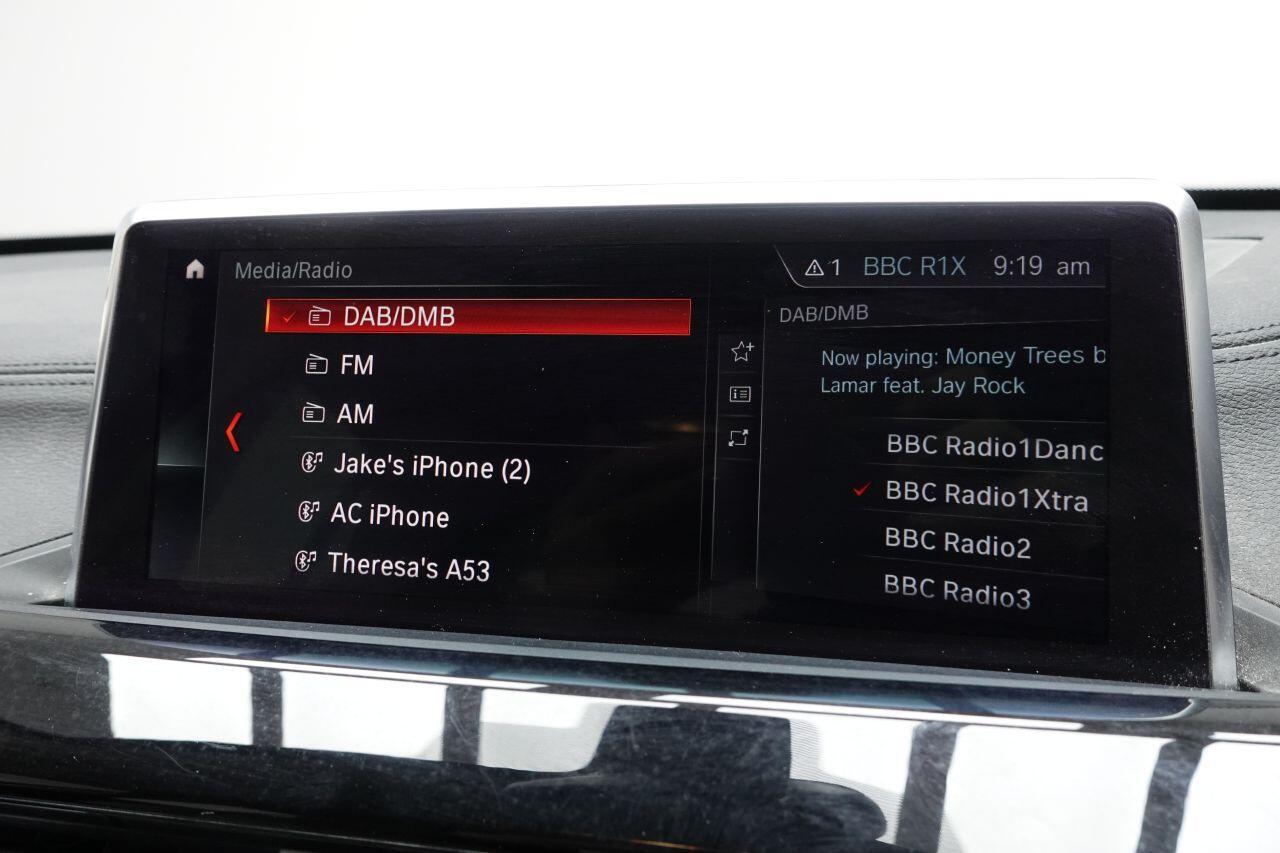 Media/Radio
1 BBC R1X 9:19 am
DAB/DMB
FM
AM
Jake's iPhone (2)
AC iPhone
Theresa's A53
DAB/DMB
Now playing: Money Trees b
Lamar feat. Jay Rock
BBC Radio1Danc
BBC Radio1Xtra
BBC Radio2
BBC Radio3